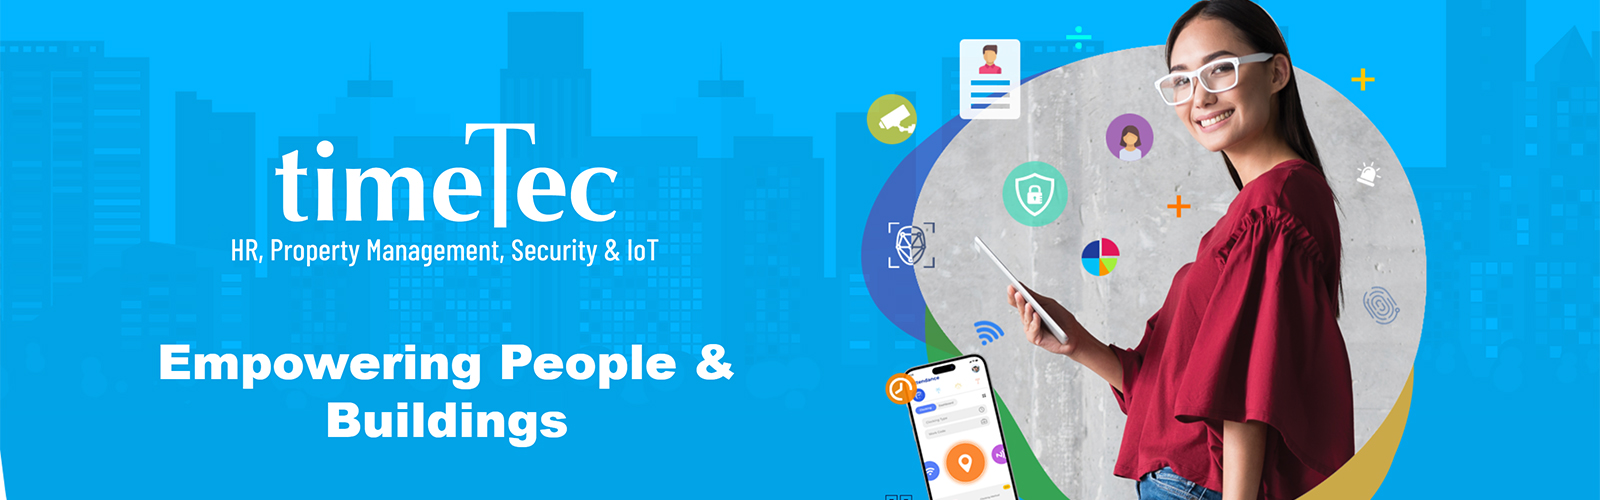 timeTec
HR, Property Management, Security & IoT
Empowering People &
Buildings